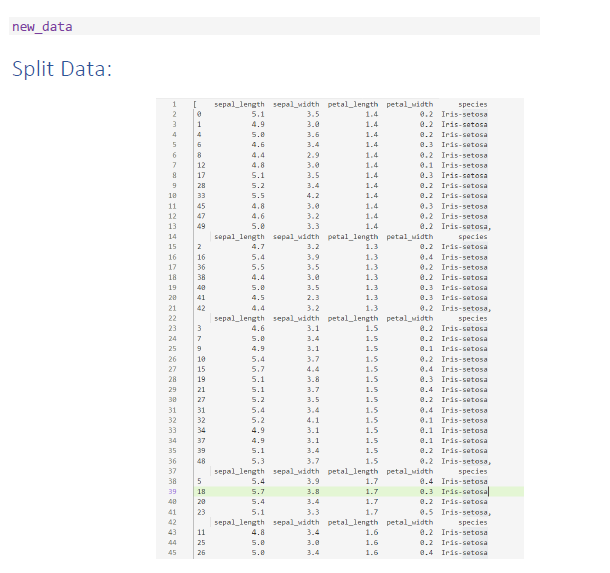 new_data
Split Data:
1 [ sepal_length sepal_width petal_length petal_width species
2 0 5.1 3.5 1.4 0.2 Iris-setosa
3 1 4.9 3.0 1.4 0.2 Iris-setosa
4 4 5.0 3.6 1.4 0.2 Iris-setosa
5 6 4.6 3.4 1.4 0.3 Iris-setosa
6 8 4.4 2.9 1.4 0.2 Iris-setosa
7 12 4.8 3.0 1.4 0.1 Iris-setosa
8 17 5.1 3.5 1.4 0.3 Iris-setosa
9 28 5.2 3.4 1.4 0.2 Iris-setosa
10 33 5.5 4.2 1.4 0.2 Iris-setosa
11 45 4.8 3.0 1.4 0.3 Iris-setosa
12 47 4.6 3.2 1.4 0.2 Iris-setosa
13 49 5.0 3.3 1.4 0.2 Iris-setosa,
14 sepal_length sepal_width petal_length petal_width species
15 2 4.7 3.2 1.3 0.2 Iris-setosa
16 16 5.4 3.9 1.3 0.4 Iris-setosa
17 36 5.5 3.5 1.3 0.2 Iris-setosa
18 38 4.4 3.0 1.3 0.2 Iris-setosa
19 40 5.0 3.5 1.3 0.3 Iris-setosa
20 41 4.5 2.3 1.3 0.3 Iris-setosa
21 42 4.4 3.2 1.3 0.2 Iris-setosa,
22 sepal_length sepal_width petal_length petal_width species
23 3 4.6 3.1 1.5 0.2 Iris-setosa
24 7 5.0 3.4 1.5 0.2 Iris-setosa
25 9 4.9 3.1 1.5 0.1 Iris-setosa
26 10 5.4 3.7 1.5 0.2 Iris-setosa
27 15 5.7 4.4 1.5 0.4 Iris-setosa
28 19 5.1 3.8 1.5 0.3 Iris-setosa
29 21 5.1 3.7 1.5 0.4 Iris-setosa
30 27 5.2 3.5 1.5 0.2 Iris-setosa
31 31 5.4 3.4 1.5 0.4 Iris-setosa
32 32 5.2 4.1 1.5 0.1 Iris-setosa
33 34 4.9 3.1 1.5 0.1 Iris-setosa
34 37 4.9 3.1 1.5 0.1 Iris-setosa
35 39 5.1 3.4 1.5 0.2 Iris-setosa
36 48 5.3 3.7 1.5 0.2 Iris-setosa,
37 sepal_length sepal_width petal_length petal_width species
38 5 5.4 3.9 1.7 0.4 Iris-setosa
39 18 5.7 3.8 1.7 0.3 Iris-setosa
40 20 5.4 3.4 1.7 0.2 Iris-setosa
41 23 5.1 3.3 1.7 0.5 Iris-setosa,
42 sepal_length sepal_width petal_length petal_width species
43 11 4.8 3.4 1.6 0.2 Iris-setosa
44 25 5.0 3.0 1.6 0.2 Iris-setosa
45 26 5.0 3.4 1.6 0.4 Iris-setosa